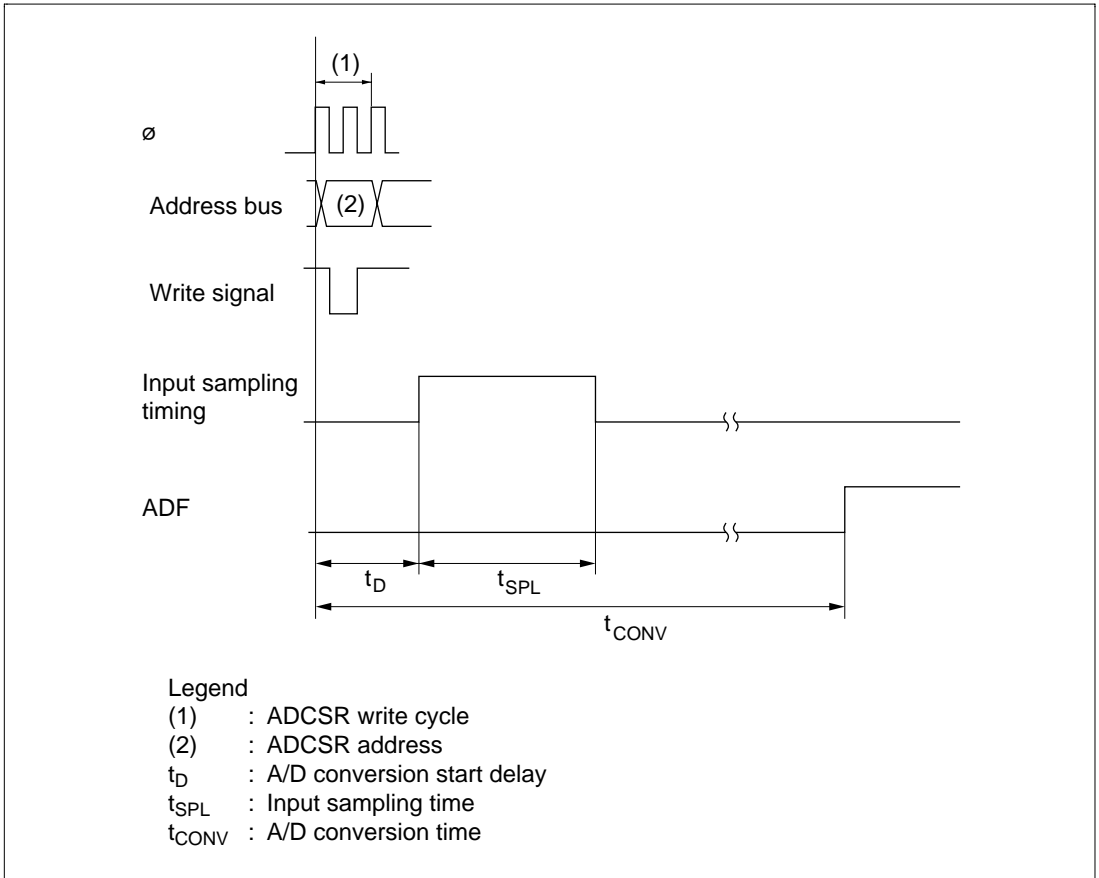 (1)
ø
Address bus
(2)
Write signal
Input sampling
timing
ADF
tD
tSPL
tCONV
Legend
(1) : ADCSR write cycle
(2) : ADCSR address
tD : A/D conversion start delay
tSPL : Input sampling time
tCONV : A/D conversion time